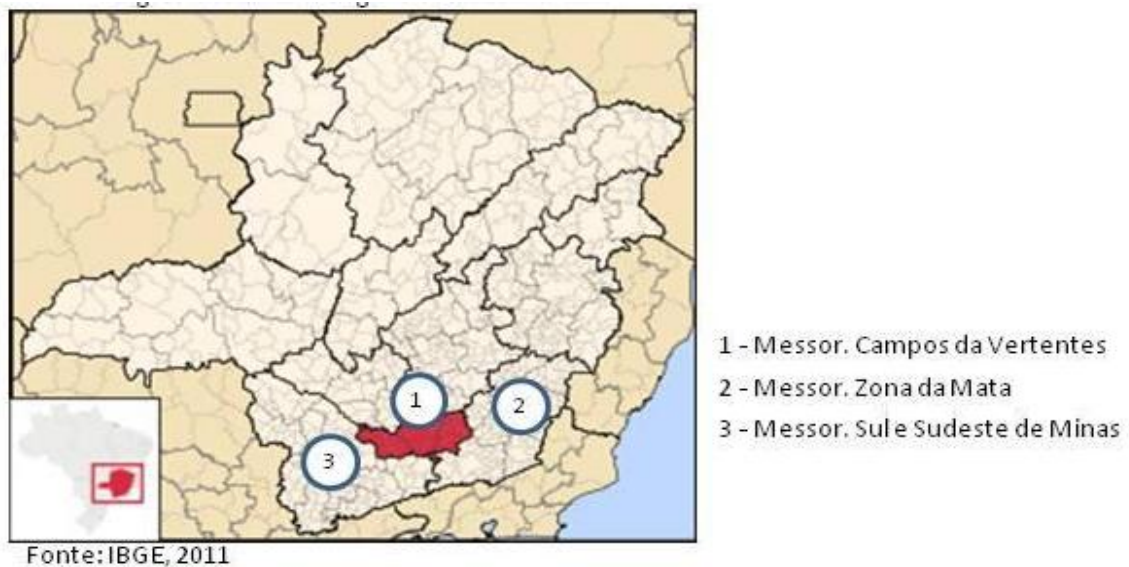 1
2
3
1 - Messor. Campos da Vertentes
2 - Messor. Zona da Mata
3 - Messor. Sul e Sudeste de Minas
Fonte: IBGE, 2011